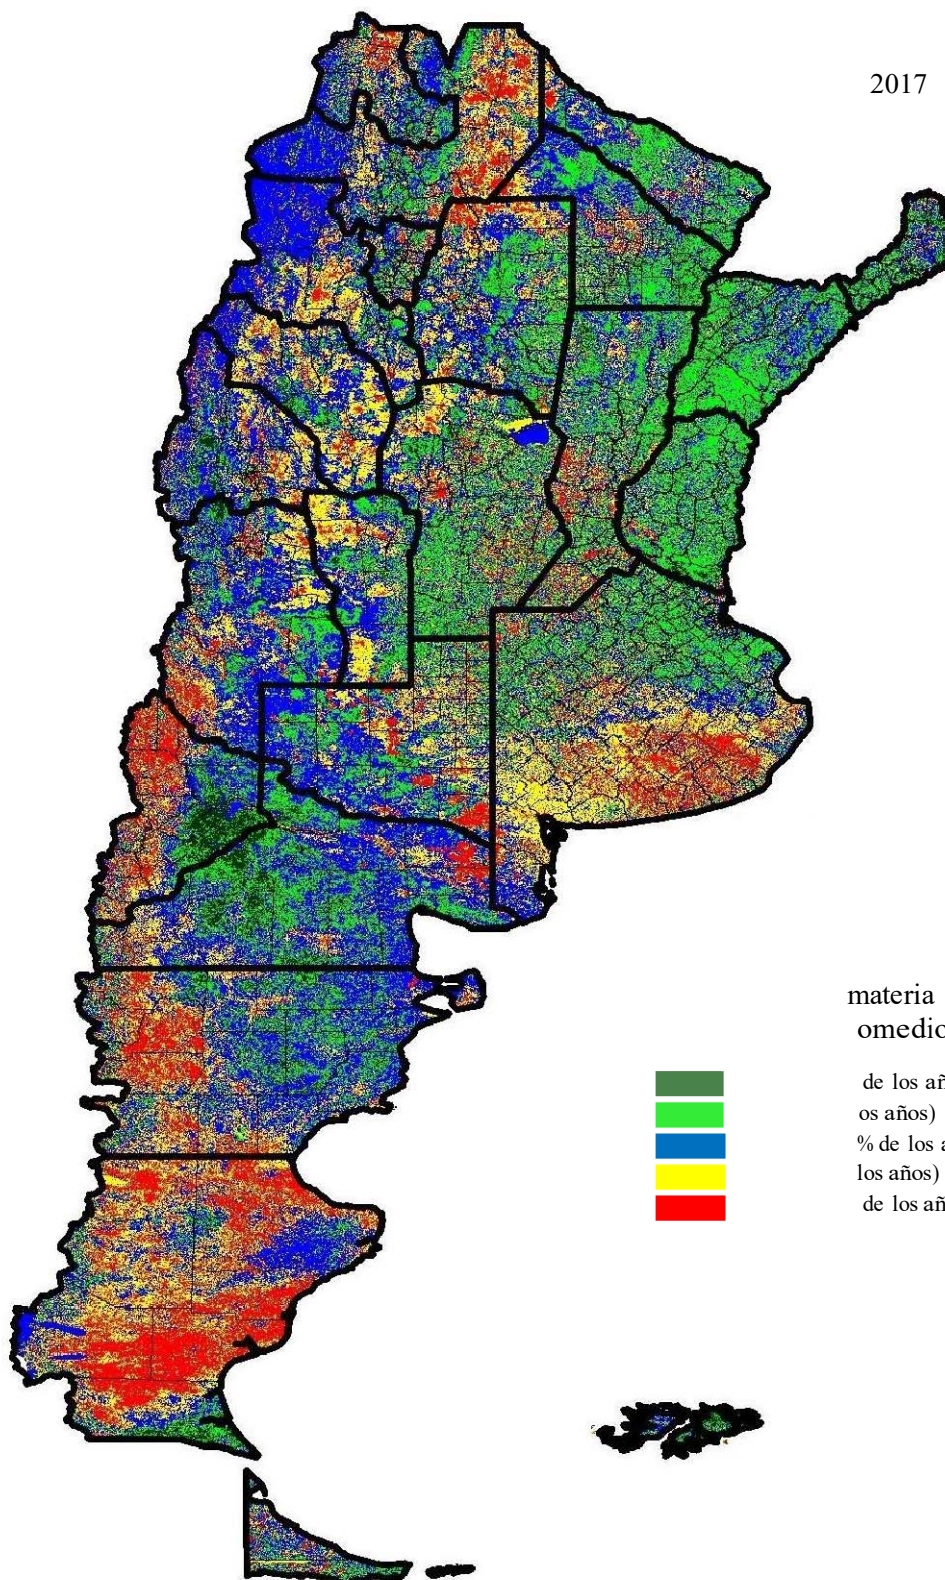 2017
materia
omedio
de los añ
os años)
% de los a
los años)
de los añ